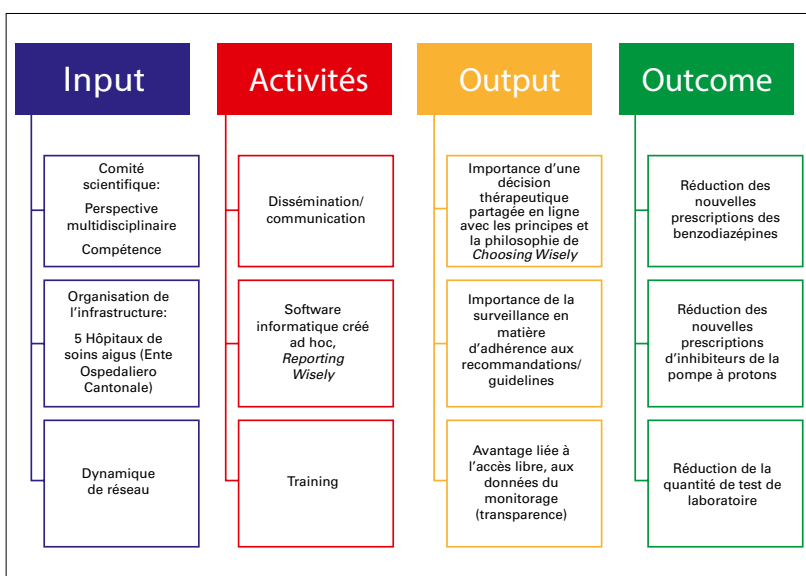 Input
Comité
scientifique:
Perspective
multidisciplinaire
Compétence
Organisation de
l'infrastructure:
5 Hôpitaux de
soins aigus (Ente
Ospedaliero
Cantonale)
Dynamique
de réseau
Activités
Dissémination/
communication
Software
informatique créé
ad hoc,
Reporting
Wisely
Training
Output
Importance d'une
décision
thérapeutique
partagée en ligne
avec les principes et
la philosophie de
Choosing Wisely
Importance de la
surveillance en
matière
d'adhérence aux
recommandations/
guidelines
Avantage liée à
l'accès libre, aux
données du
monitorage
(transparence)
Outcome
Réduction des
nouvelles
prescriptions des
benzodiazépines
Réduction des
nouvelles
prescriptions
d'inhibiteurs de la
pompe à protons
Réduction de la
quantité de test de
laboratoire